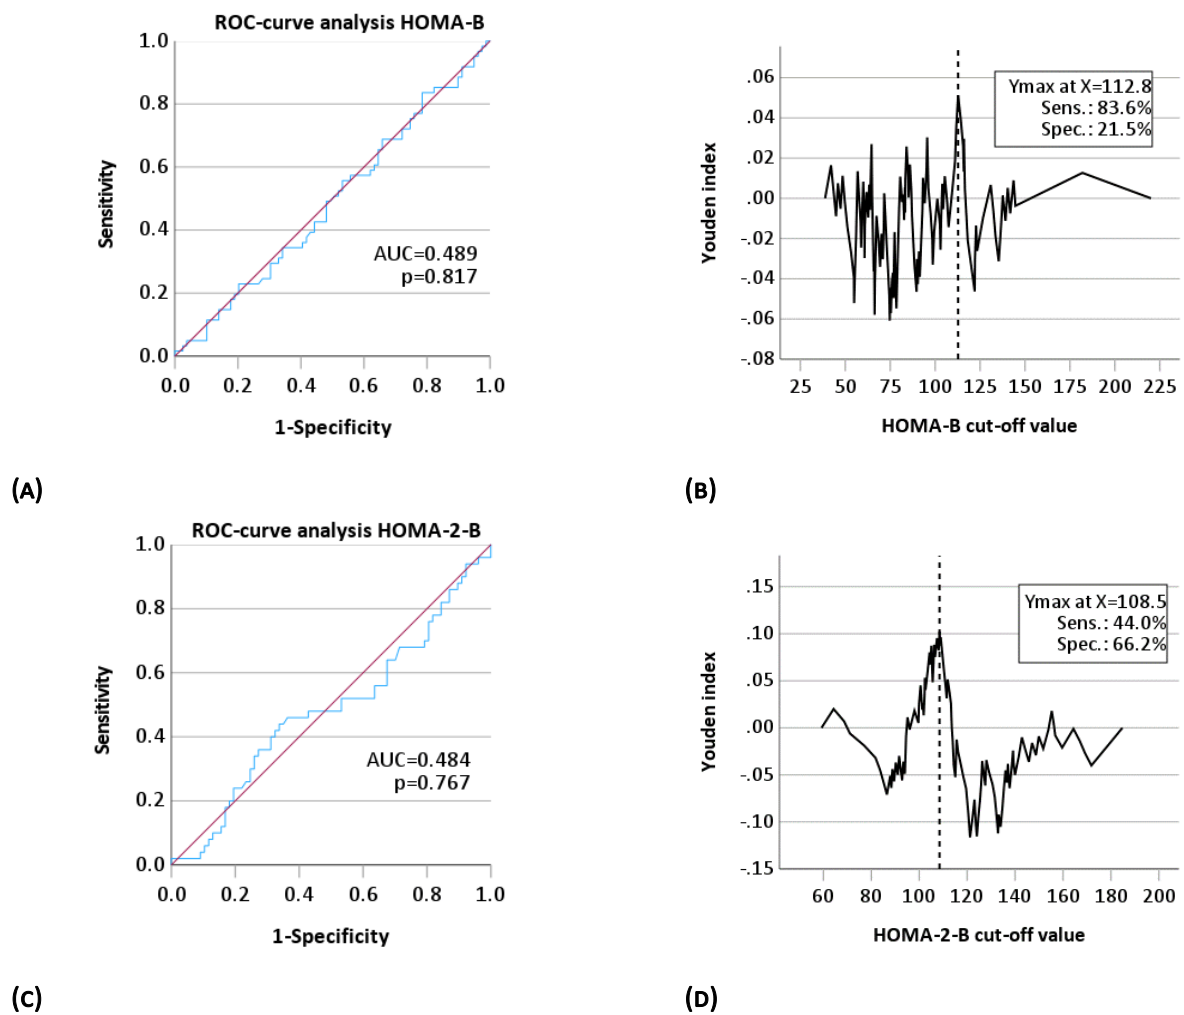 ROC-curve analysis HOMA-B
1.0
0.8
0.6
0.4
0.2
0.0
Sensitivity
AUC=0.489
p=0.817
0.0 0.2 0.4 0.6 0.8 1.0
1-Specificity
(A)
.06
.04
.02
.00
-.02
-.04
-.06
-.08
Youden index
Ymax at X=112.8
Sens.: 83.6%
Spec.: 21.5%
25 50 75 100 125 150 175 200 225
HOMA-B cut-off value
(B)
ROC-curve analysis HOMA-2-B
1.0
0.8
0.6
0.4
0.2
0.0
Sensitivity
AUC=0.484
p=0.767
0.0 0.2 0.4 0.6 0.8 1.0
1-Specificity
(C)
.15
.10
.05
.00
-.05
-.10
-.15
Youden index
Ymax at X=108.5
Sens.: 44.0%
Spec.: 66.2%
60 80 100 120 140 160 180 200
HOMA-2-B cut-off value
(D)